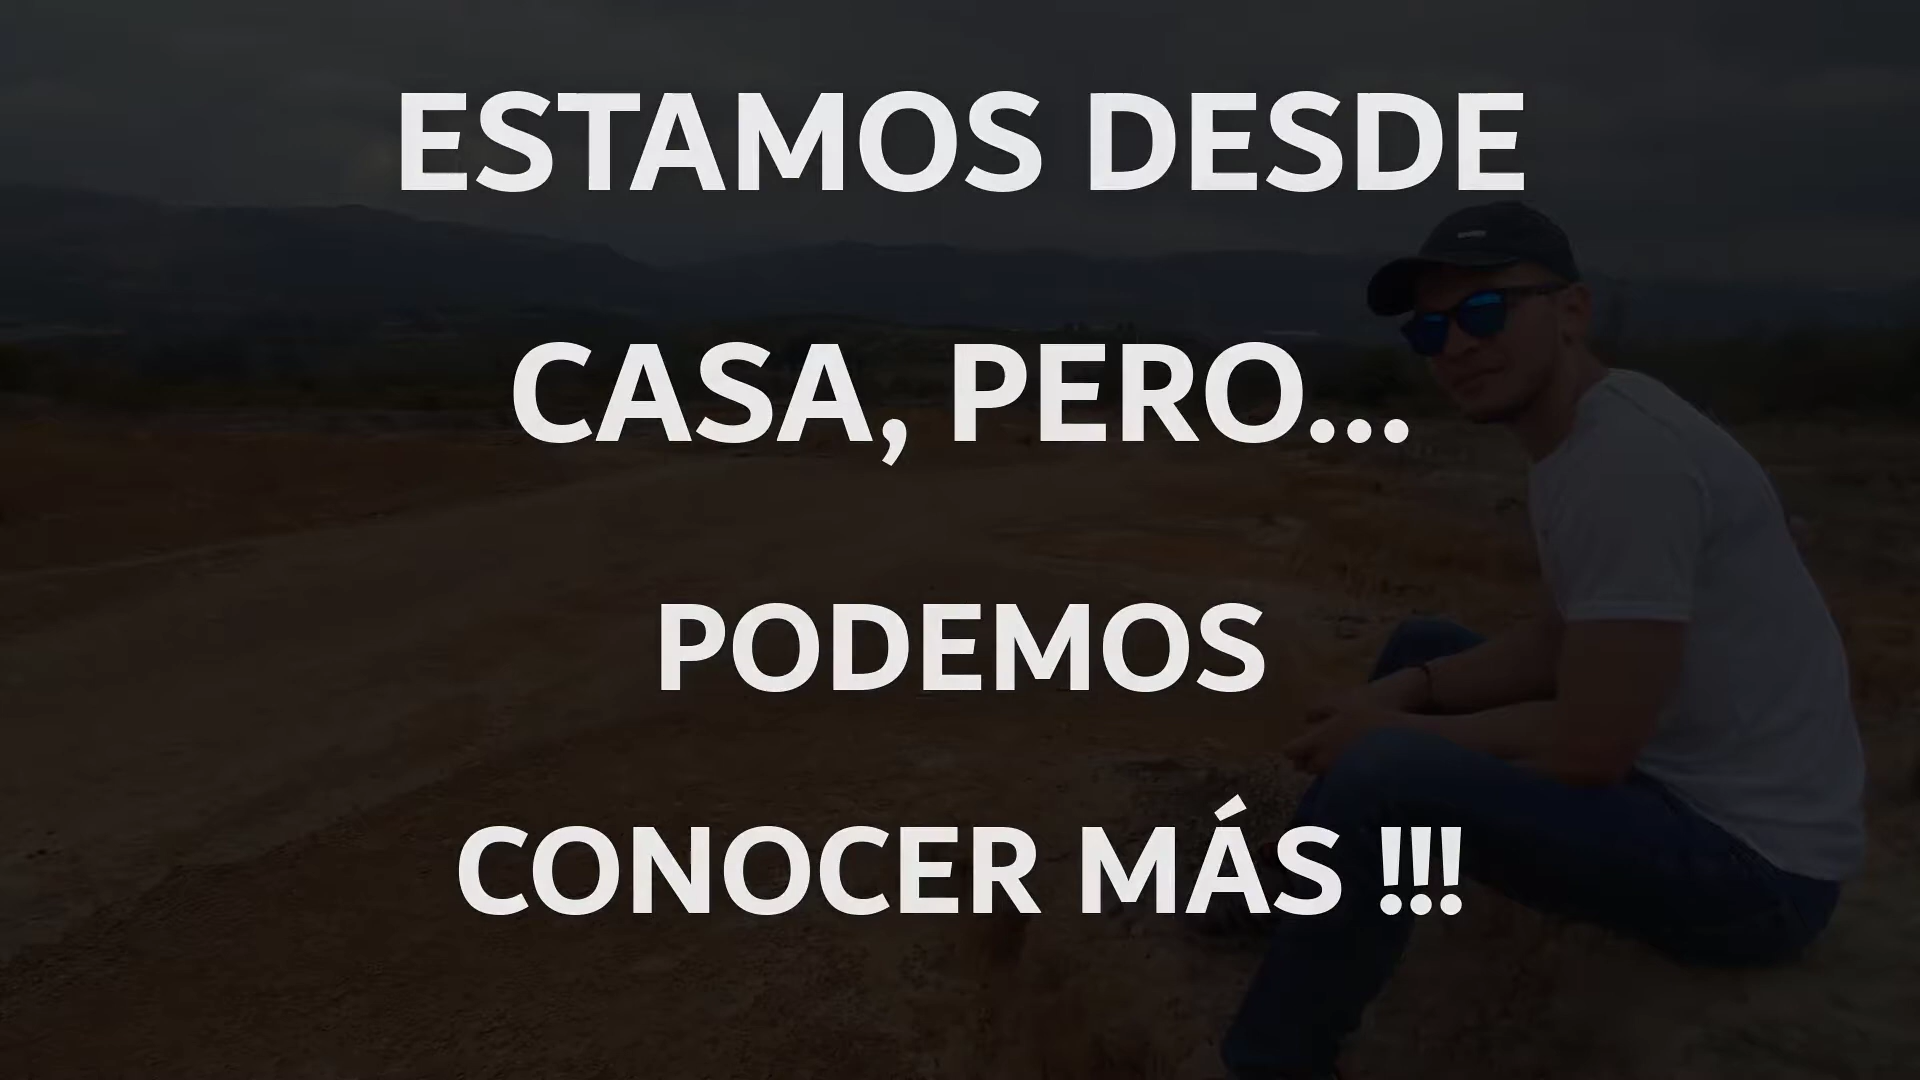 ESTAMOS DESDE
CASA, PERO...
PODEMOS
CONOCER MÁS !!!